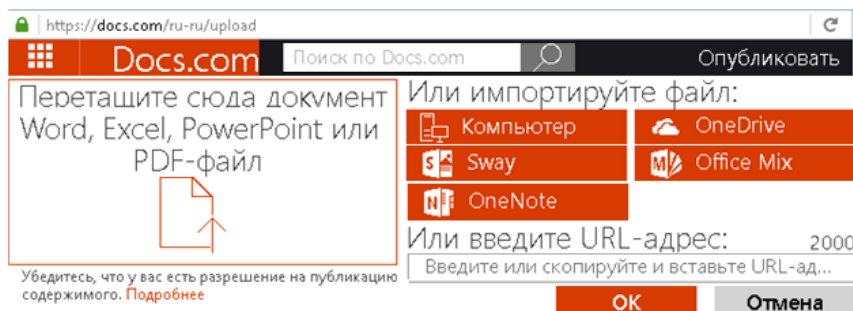 https://docs.com/ru-ru/upload
Docs.com
Поиск по Docs.com
Опубликовать
Перетащите сюда документ
Word, Excel, PowerPoint или
PDF-файл
Убедитесь, что у вас есть разрешение на публикацию
содержимого. Подробнее
Или импортируйте файл:
Компьютер
OneDrive
Sway
Office Mix
OneNote
Или введите URL-адрес:
2000
Введите или скопируйте и вставьте URL-ад...
ОК
Отмена